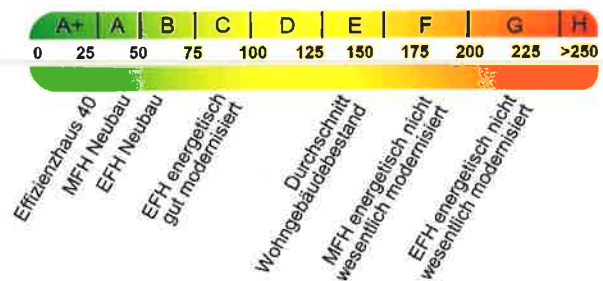 A+ A B C D E F G H
0 25 50 75 100 125 150 175 200 225 >250
Effizienzhaus 40
MFH Neubau
EFH Neubau
EFH energetisch
gut modernisiert
Durchschnitt
Wohngebäudebestand
MFH energetisch nicht
wesentlich modernisiert
EFH energetisch nicht
wesentlich modernisiert